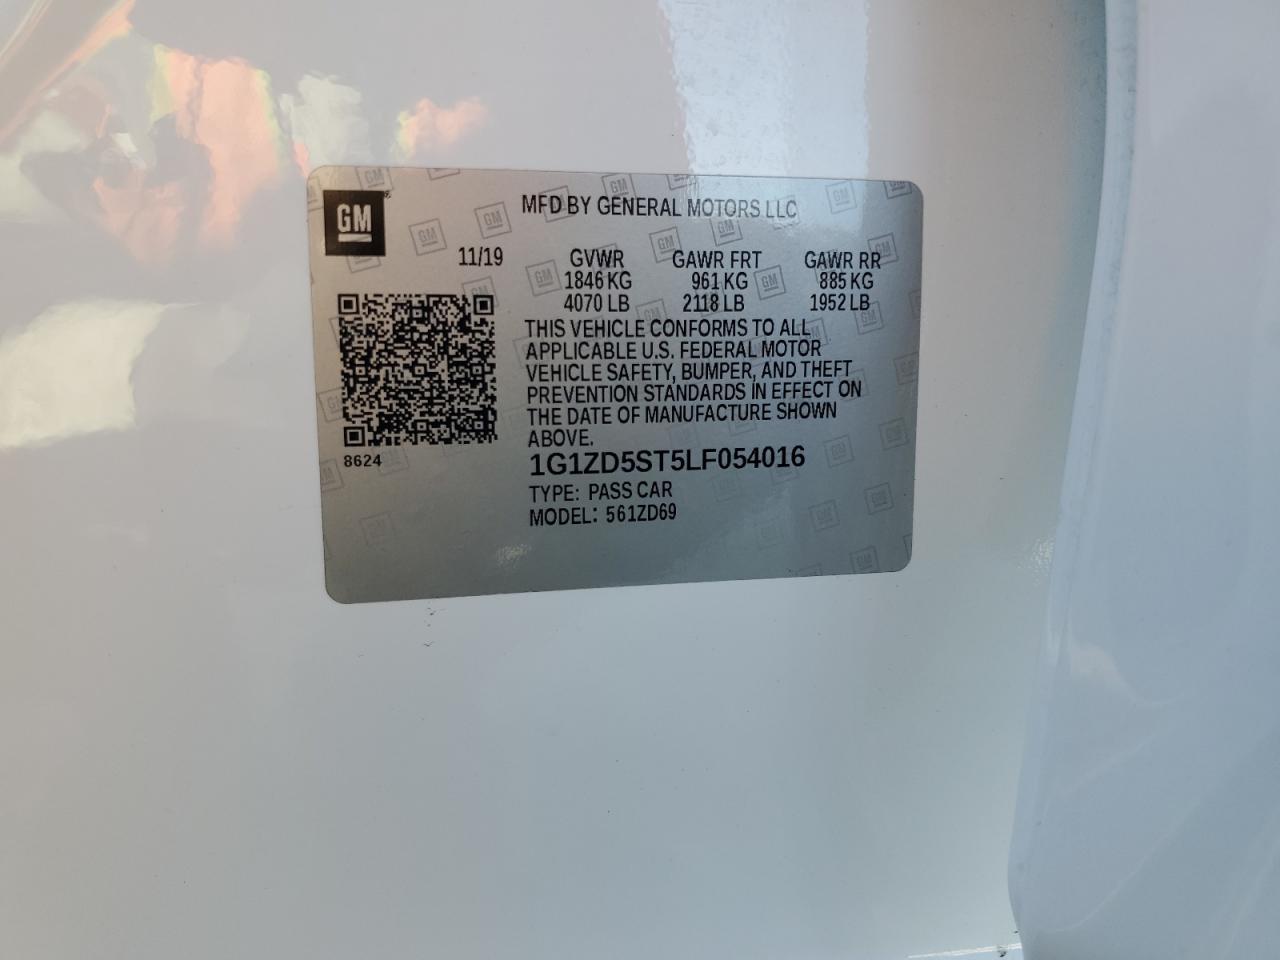 GM
MFD BY GENERAL MOTORS LLC
11/19 GVWR GAWR FRT GAWR RR
1846 KG 961 KG 885 KG
4070 LB 2118 LB 1952 LB
THIS VEHICLE CONFORMS TO ALL
APPLICABLE U.S. FEDERAL MOTOR
VEHICLE SAFETY, BUMPER, AND THEFT
PREVENTION STANDARDS IN EFFECT ON
THE DATE OF MANUFACTURE SHOWN
ABOVE.
8624
1G1ZD5ST5LF054016
TYPE: PASS CAR
MODEL: 561ZD69